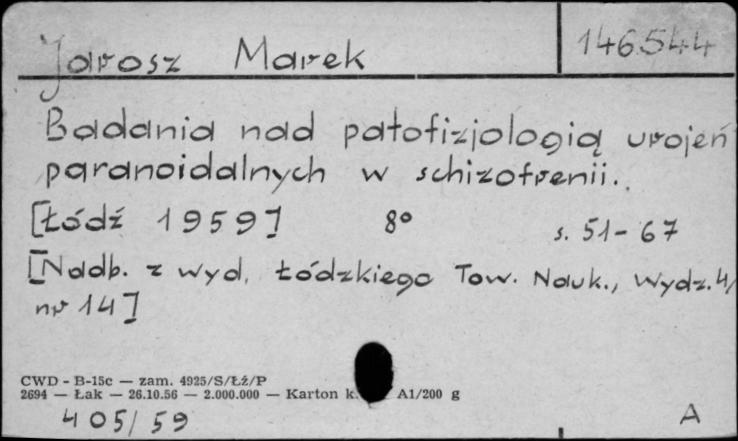 Jarosz Marek 146544
Badania nad patofizjologią urojeń
paranoidalnych w schizofrenii.
[Łódź 1959] 8° s. 51-67
[Nadb. z wyd. Łódzkiego Tow. Nauk., Wydz. 4,
nr 14]
CWD - B-15c — zam. 4925/S/Łź/P
2694 — Łak — 26.10.56 — 2.000.000 — Karton k. A1/200 g
405/59 A